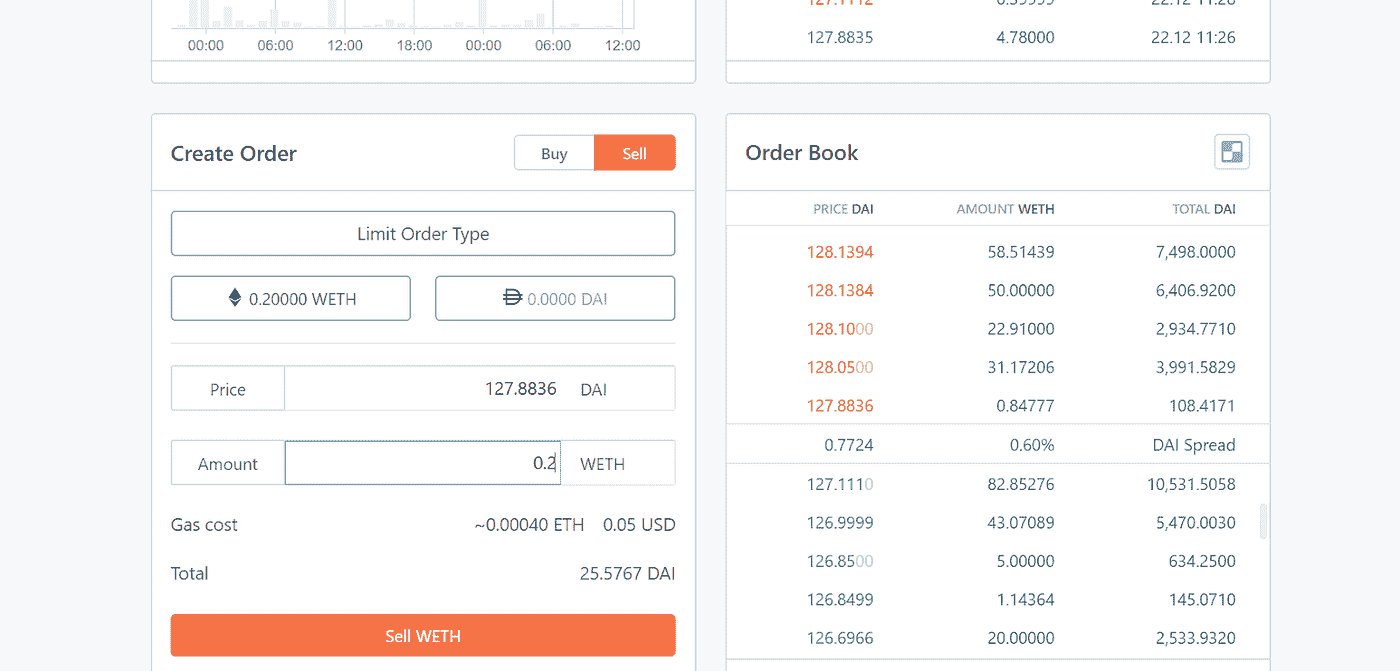 00:00 06:00 12:00 18:00 00:00 06:00 12:00
127.1112 0.39999 22.12 11:28
127.8835 4.78000 22.12 11:26
Create Order Buy Sell
Limit Order Type
0.20000 WETH 0.0000 DAI
Price 127.8836 DAI
Amount 0.2 WETH
Gas cost ~0.00040 ETH 0.05 USD
Total 25.5767 DAI
Sell WETH
Order Book
PRICE DAI AMOUNT WETH TOTAL DAI
128.1394 58.51439 7,498.0000
128.1384 50.00000 6,406.9200
128.1000 22.91000 2,934.7710
128.0500 31.17206 3,991.5829
127.8836 0.84777 108.4171
0.7724 0.60% DAI Spread
127.1110 82.85276 10,531.5058
126.9999 43.07089 5,470.0030
126.8500 5.00000 634.2500
126.8499 1.14364 145.0710
126.6966 20.00000 2,533.9320